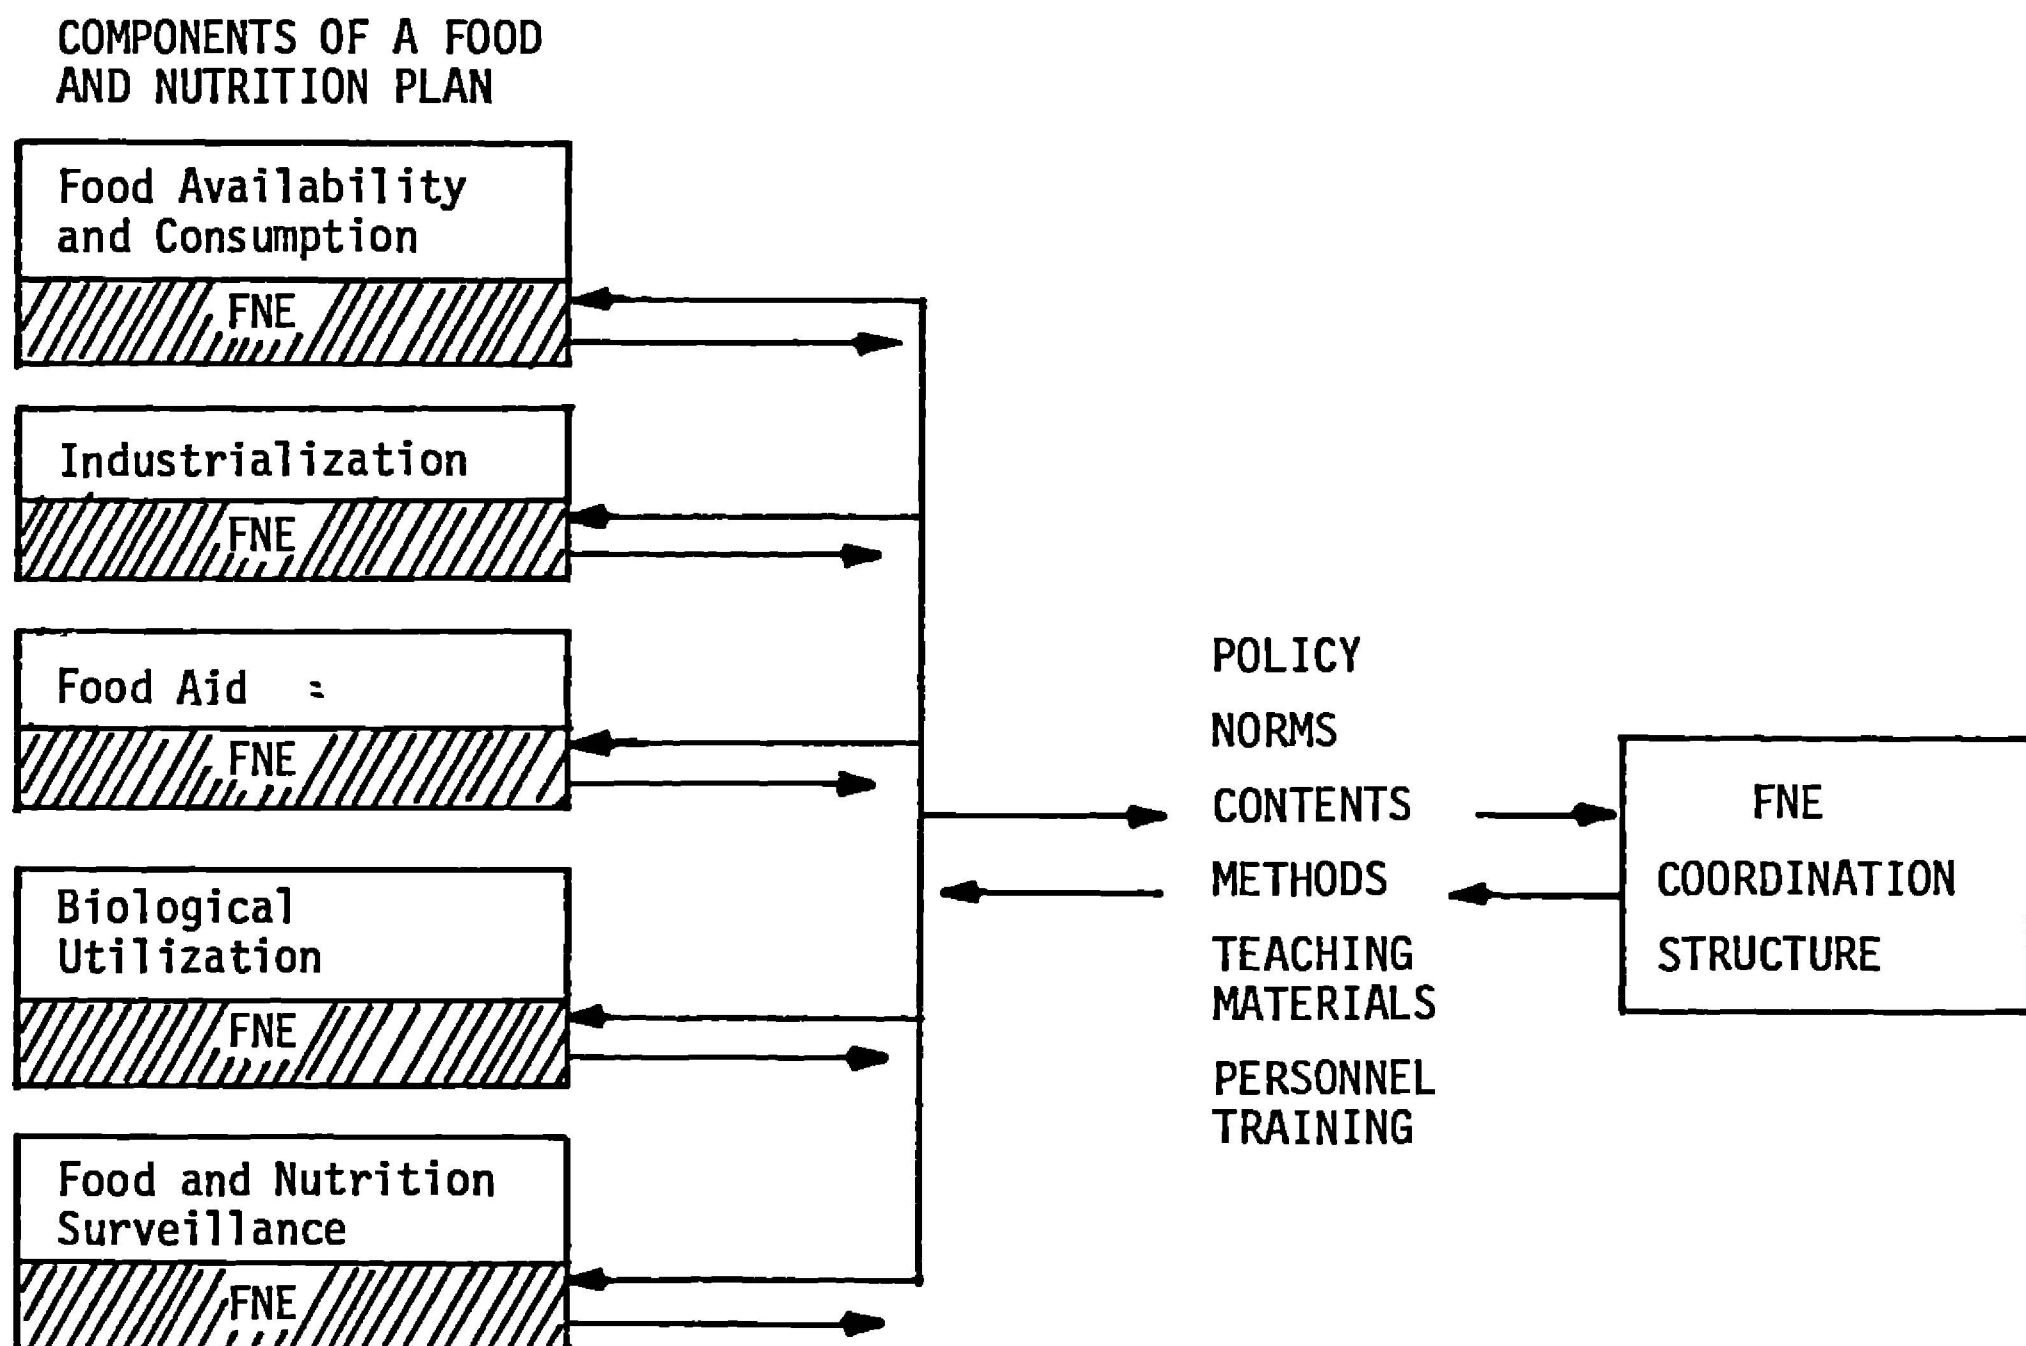 COMPONENTS OF A FOOD
AND NUTRITION PLAN
Food Availability
and Consumption
FNE
Industrialization
FNE
Food Aid
FNE
Biological
Utilization
FNE
Food and Nutrition
Surveillance
FNE
POLICY
NORMS
CONTENTS
METHODS
TEACHING
MATERIALS
PERSONNEL
TRAINING
FNE
COORDINATION
STRUCTURE